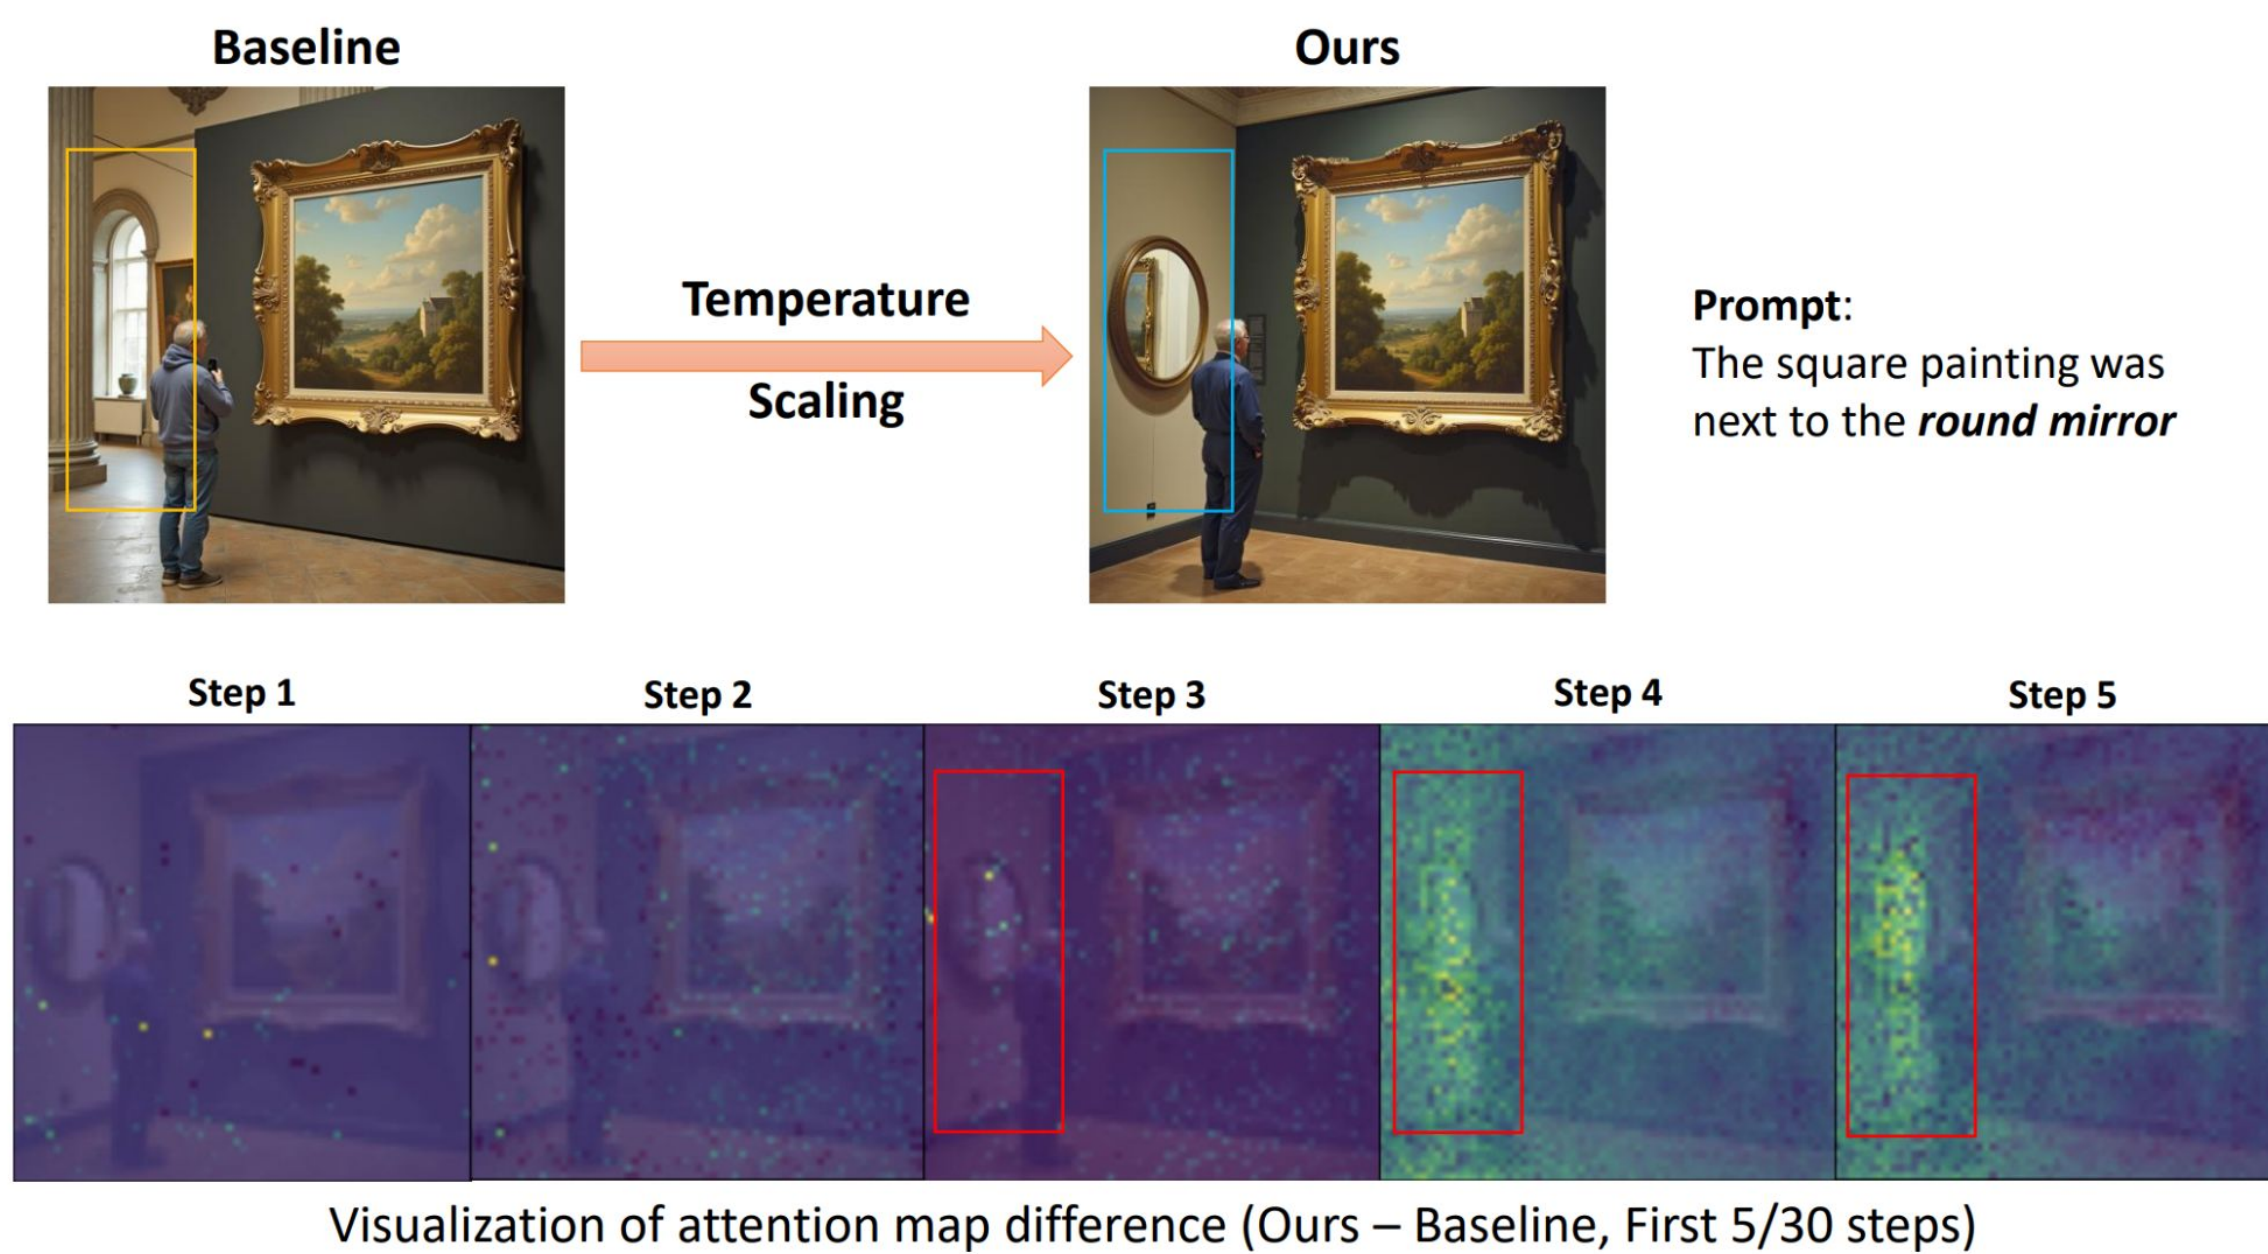 Baseline
Ours
Temperature
Scaling
Prompt:
The square painting was
next to the round mirror
Step 1
Step 2
Step 3
Step 4
Step 5
Visualization of attention map difference (Ours – Baseline, First 5/30 steps)